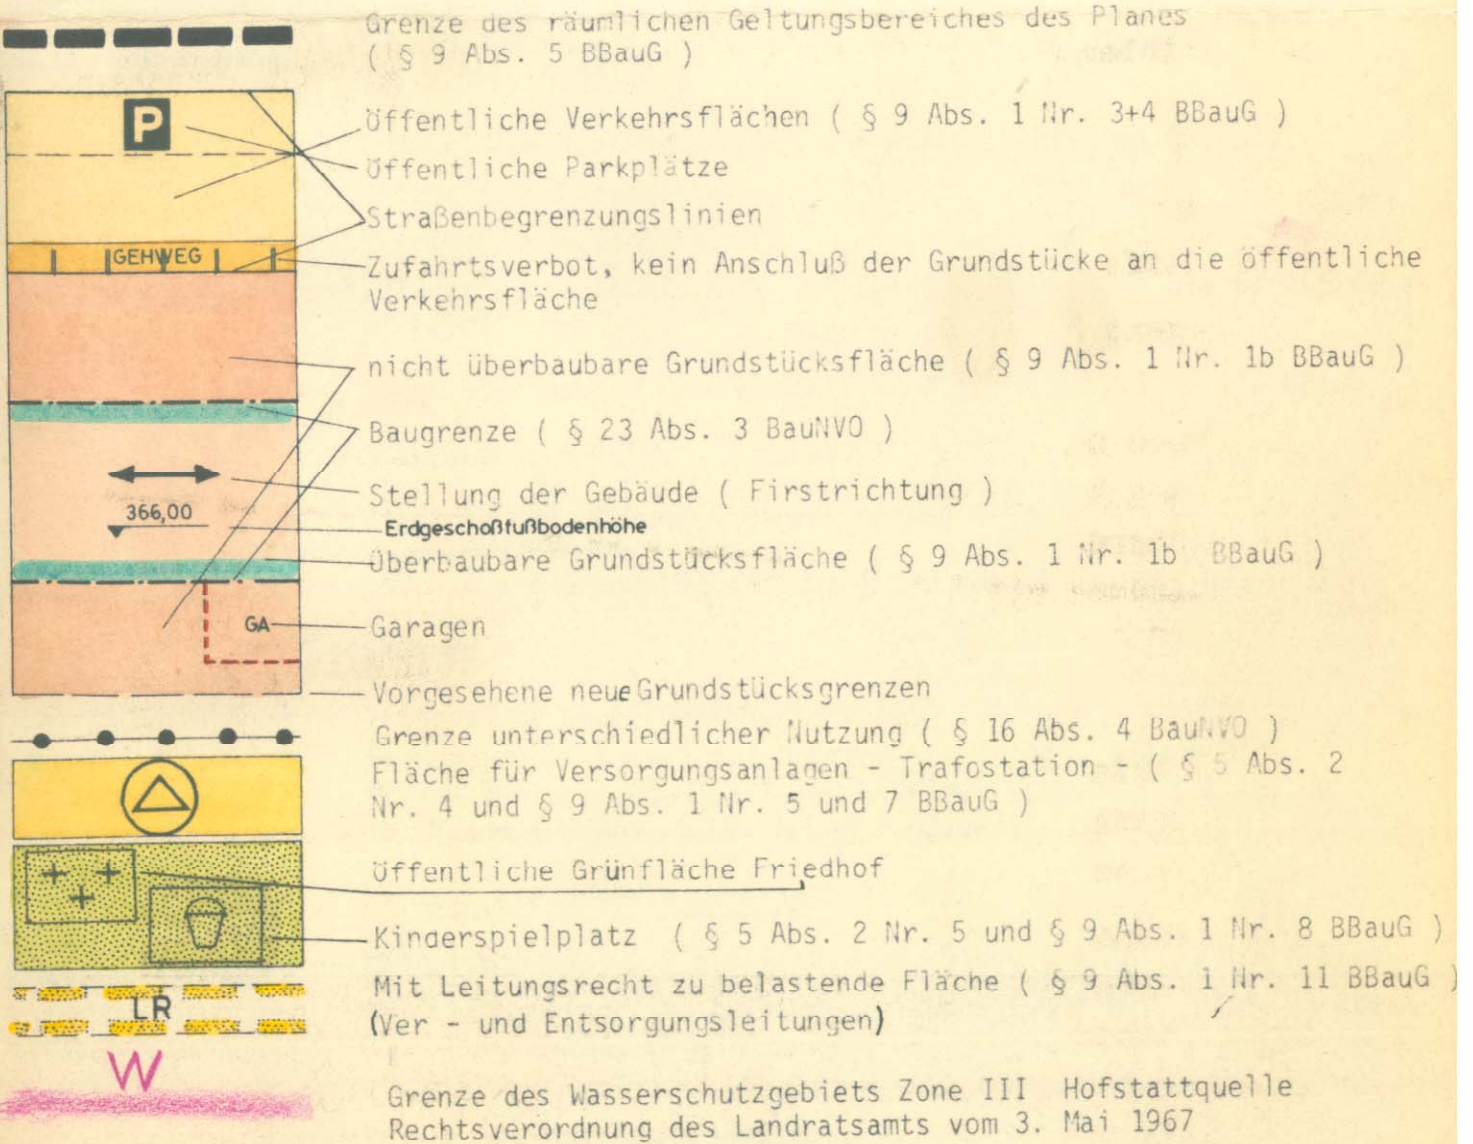 Grenze des räumlichen Geltungsbereiches des Planes
( § 9 Abs. 5 BBauG )
P
Öffentliche Verkehrsflächen ( § 9 Abs. 1 Nr. 3+4 BBauG )
Öffentliche Parkplätze
Straßenbegrenzungslinien
GEHWEG
Zufahrtsverbot, kein Anschluß der Grundstücke an die öffentliche
Verkehrsfläche
nicht überbaubare Grundstücksfläche ( § 9 Abs. 1 Nr. 1b BBauG )
Baugrenze ( § 23 Abs. 3 BauNVO )
Stellung der Gebäude ( Firstrichtung )
366,00
Erdgeschoßfußbodenhöhe
Überbaubare Grundstücksfläche ( § 9 Abs. 1 Nr. 1b BBauG )
GA
Garagen
Vorgesehene neue Grundstücksgrenzen
Grenze unterschiedlicher Nutzung ( § 16 Abs. 4 BauNVO )
Fläche für Versorgungsanlagen - Trafostation - ( § 5 Abs. 2
Nr. 4 und § 9 Abs. 1 Nr. 5 und 7 BBauG )
Öffentliche Grünfläche Friedhof
Kinderspielplatz ( § 5 Abs. 2 Nr. 5 und § 9 Abs. 1 Nr. 8 BBauG )
LR
Mit Leitungsrecht zu belastende Fläche ( § 9 Abs. 1 Nr. 11 BBauG )
(Ver - und Entsorgungsleitungen)
W
Grenze des Wasserschutzgebiets Zone III Hofstattquelle
Rechtsverordnung des Landratsamts vom 3. Mai 1967